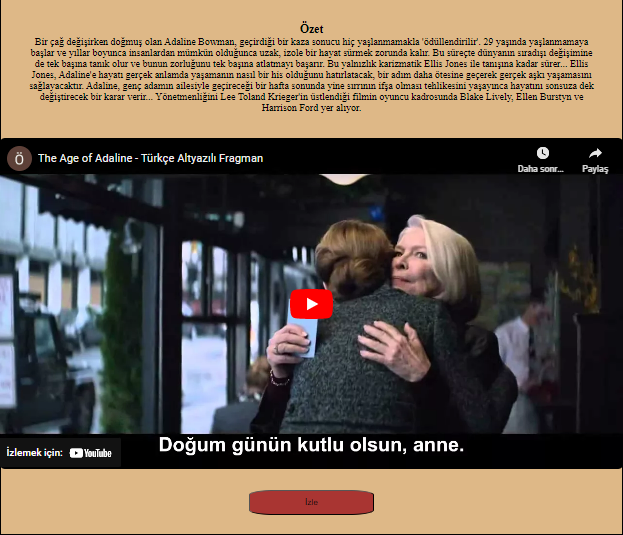 Özet
Bir çağ değişirken doğmuş olan Adaline Bowman, geçirdiği bir kaza sonucu hiç yaşlanmamakla 'ödüllendirilir'. 29 yaşında yaşlanmamaya
başlar ve yıllar boyunca insanlardan mümkün olduğunca uzak, izole bir hayat sürmek zorunda kalır. Bu süreçte dünyanın sıradışı değişimine
de tek başına tanık olur ve bunun zorluğunu tek başına atlatmayı başarır. Bu yalnızlık karizmatik Ellis Jones ile tanışına kadar sürer... Ellis
Jones, Adaline'e hayatı gerçek anlamda yaşamanın nasıl bir his olduğunu hatırlatacak, bir adım daha ötesine geçerek gerçek aşkı yaşamasını
sağlayacaktır. Adaline, genç adamın ailesiyle geçireceği bir hafta sonunda yine sırrının ifşa olması tehlikesini yaşayınca hayatını sonsuza dek
değiştirecek bir karar verir... Yönetmenliğini Lee Toland Krieger'in üstlendiği filmin oyuncu kadrosunda Blake Lively, Ellen Burstyn ve
Harrison Ford yer alıyor.
Ö
The Age of Adaline - Türkçe Altyazılı Fragman
Daha sonr...
Paylaş
Doğum günün kutlu olsun, anne.
İzlemek için: YouTube
İzle